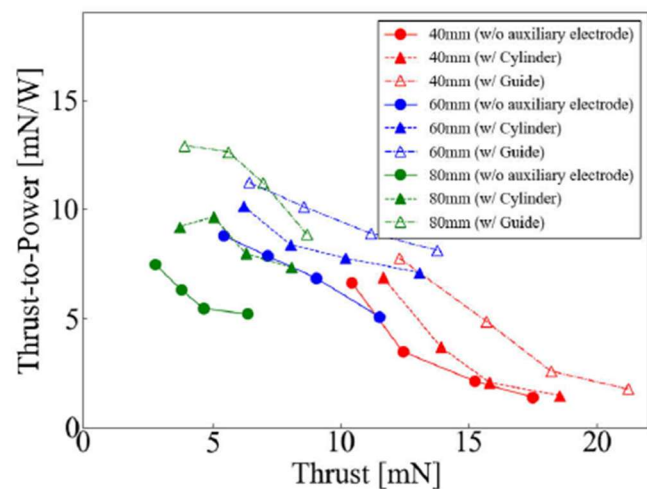 40mm (w/o auxiliary electrode)
40mm (w/ Cylinder)
40mm (w/ Guide)
60mm (w/o auxiliary electrode)
60mm (w/ Cylinder)
60mm (w/ Guide)
80mm (w/o auxiliary electrode)
80mm (w/ Cylinder)
80mm (w/ Guide)
Thrust-to-Power [mN/W]
15
10
5
0
0 5 10 15 20
Thrust [mN]